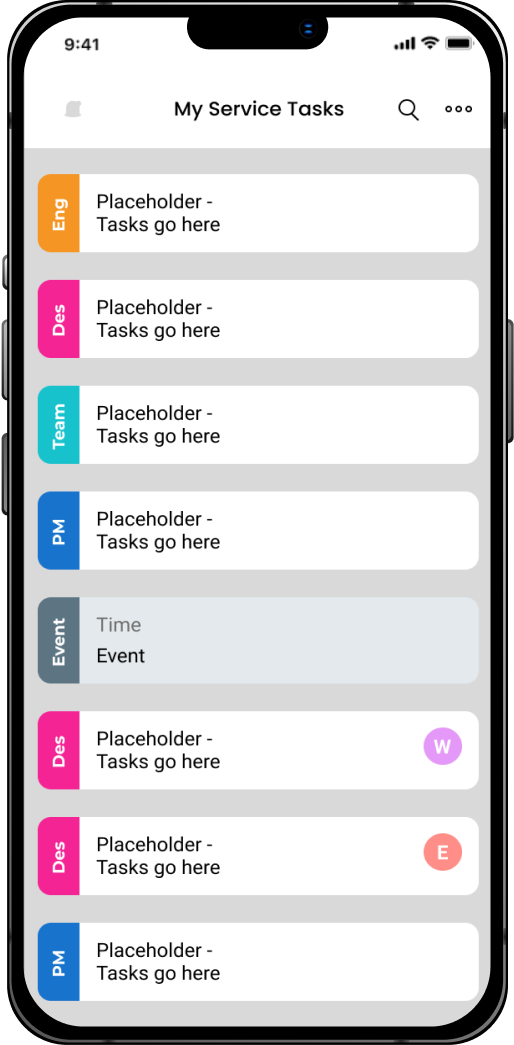 9:41
My Service Tasks
Eng
Placeholder -
Tasks go here
Des
Placeholder -
Tasks go here
Team
Placeholder -
Tasks go here
PM
Placeholder -
Tasks go here
Event
Time
Event
Des
Placeholder -
Tasks go here
W
Des
Placeholder -
Tasks go here
E
PM
Placeholder -
Tasks go here